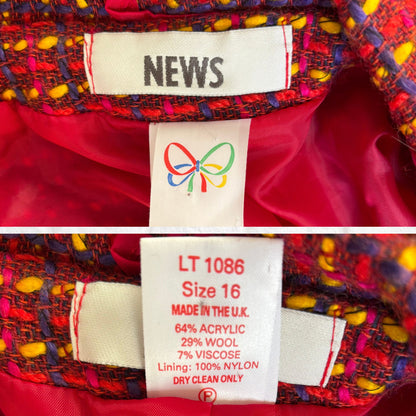 NEWS
LT 1086
Size 16
MADE IN THE U.K.
64% ACRYLIC
29% WOOL
7% VISCOSE
Lining: 100% NYLON
DRY CLEAN ONLY
P